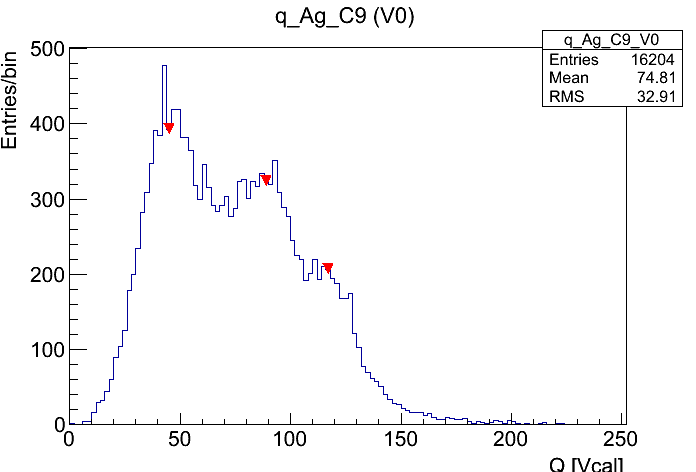 q_Ag_C9 (V0)
q_Ag_C9_V0
Entries 16204
Mean 74.81
RMS 32.91
Entries/bin
500
400
300
200
100
0
0 50 100 150 200 250
Q [Vcal]